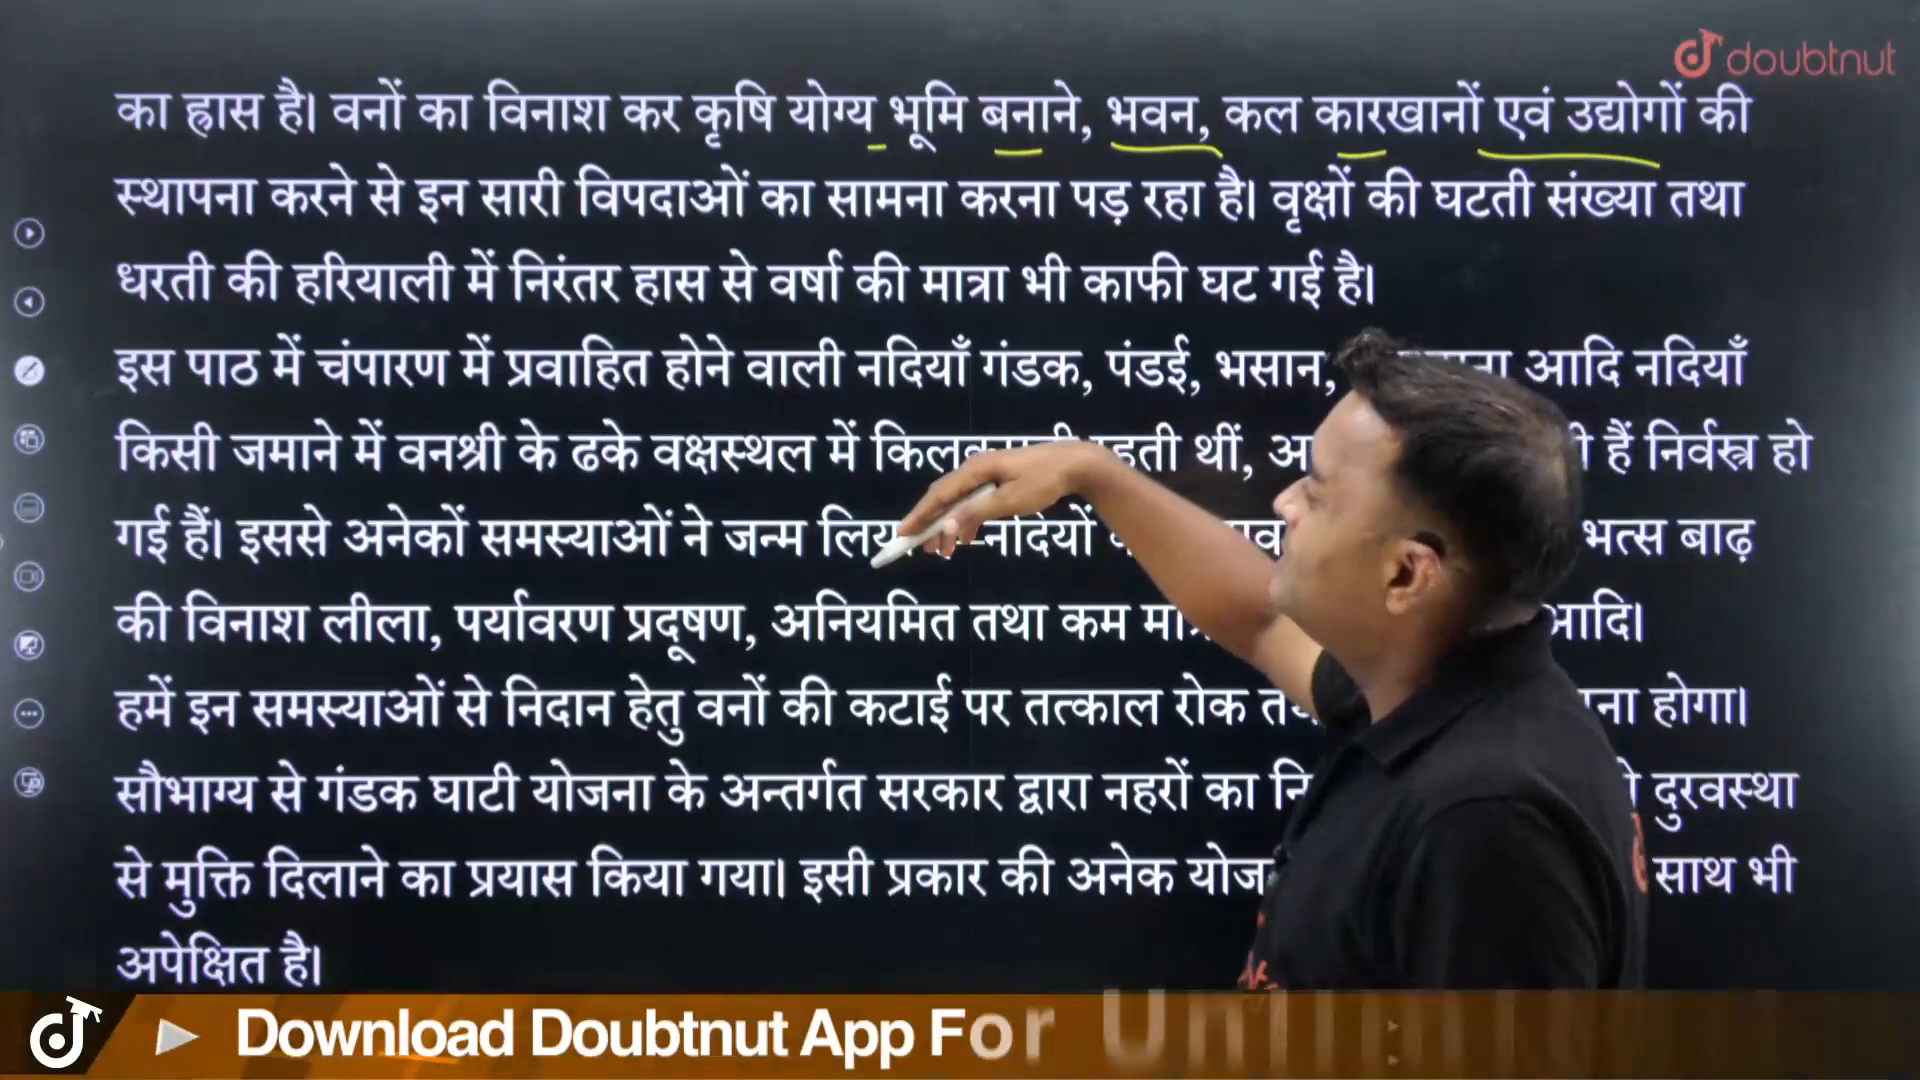 doubtnut
का ह्रास है। वनों का विनाश कर कृषि योग्य भूमि बनाने, भवन, कल कारखानों एवं उद्योगों की
स्थापना करने से इन सारी विपदाओं का सामना करना पड़ रहा है। वृक्षों की घटती संख्या तथा
धरती की हरियाली में निरंतर हास से वर्षा की मात्रा भी काफी घट गई है।
इस पाठ में चंपारण में प्रवाहित होने वाली नदियाँ गंडक, पंडई, भसान, आदि नदियाँ
किसी जमाने में वनश्री के ढके वक्षस्थल में थीं, हैं निर्वस्त्र हो
गई हैं। इससे अनेकों समस्याओं ने जन्म नदियों बाढ़
की विनाश लीला, पर्यावरण प्रदूषण, अनियमित तथा कम आदि।
हमें इन समस्याओं से निदान हेतु वनों की कटाई पर तत्काल रोक होगा।
सौभाग्य से गंडक घाटी योजना के अन्तर्गत सरकार द्वारा नहरों का दुरवस्था
से मुक्ति दिलाने का प्रयास किया गया। इसी प्रकार की अनेक साथ भी
अपेक्षित है।
Download Doubtnut App For